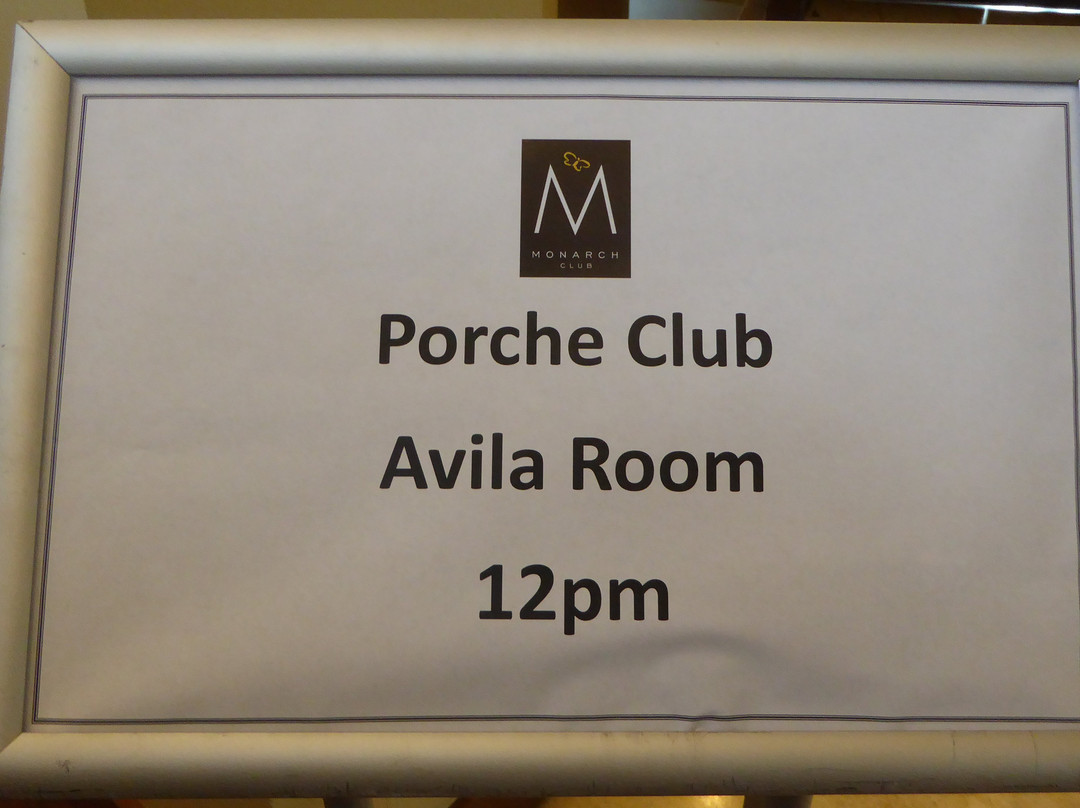 M
MONARCH
CLUB
Porche Club
Avila Room
12pm